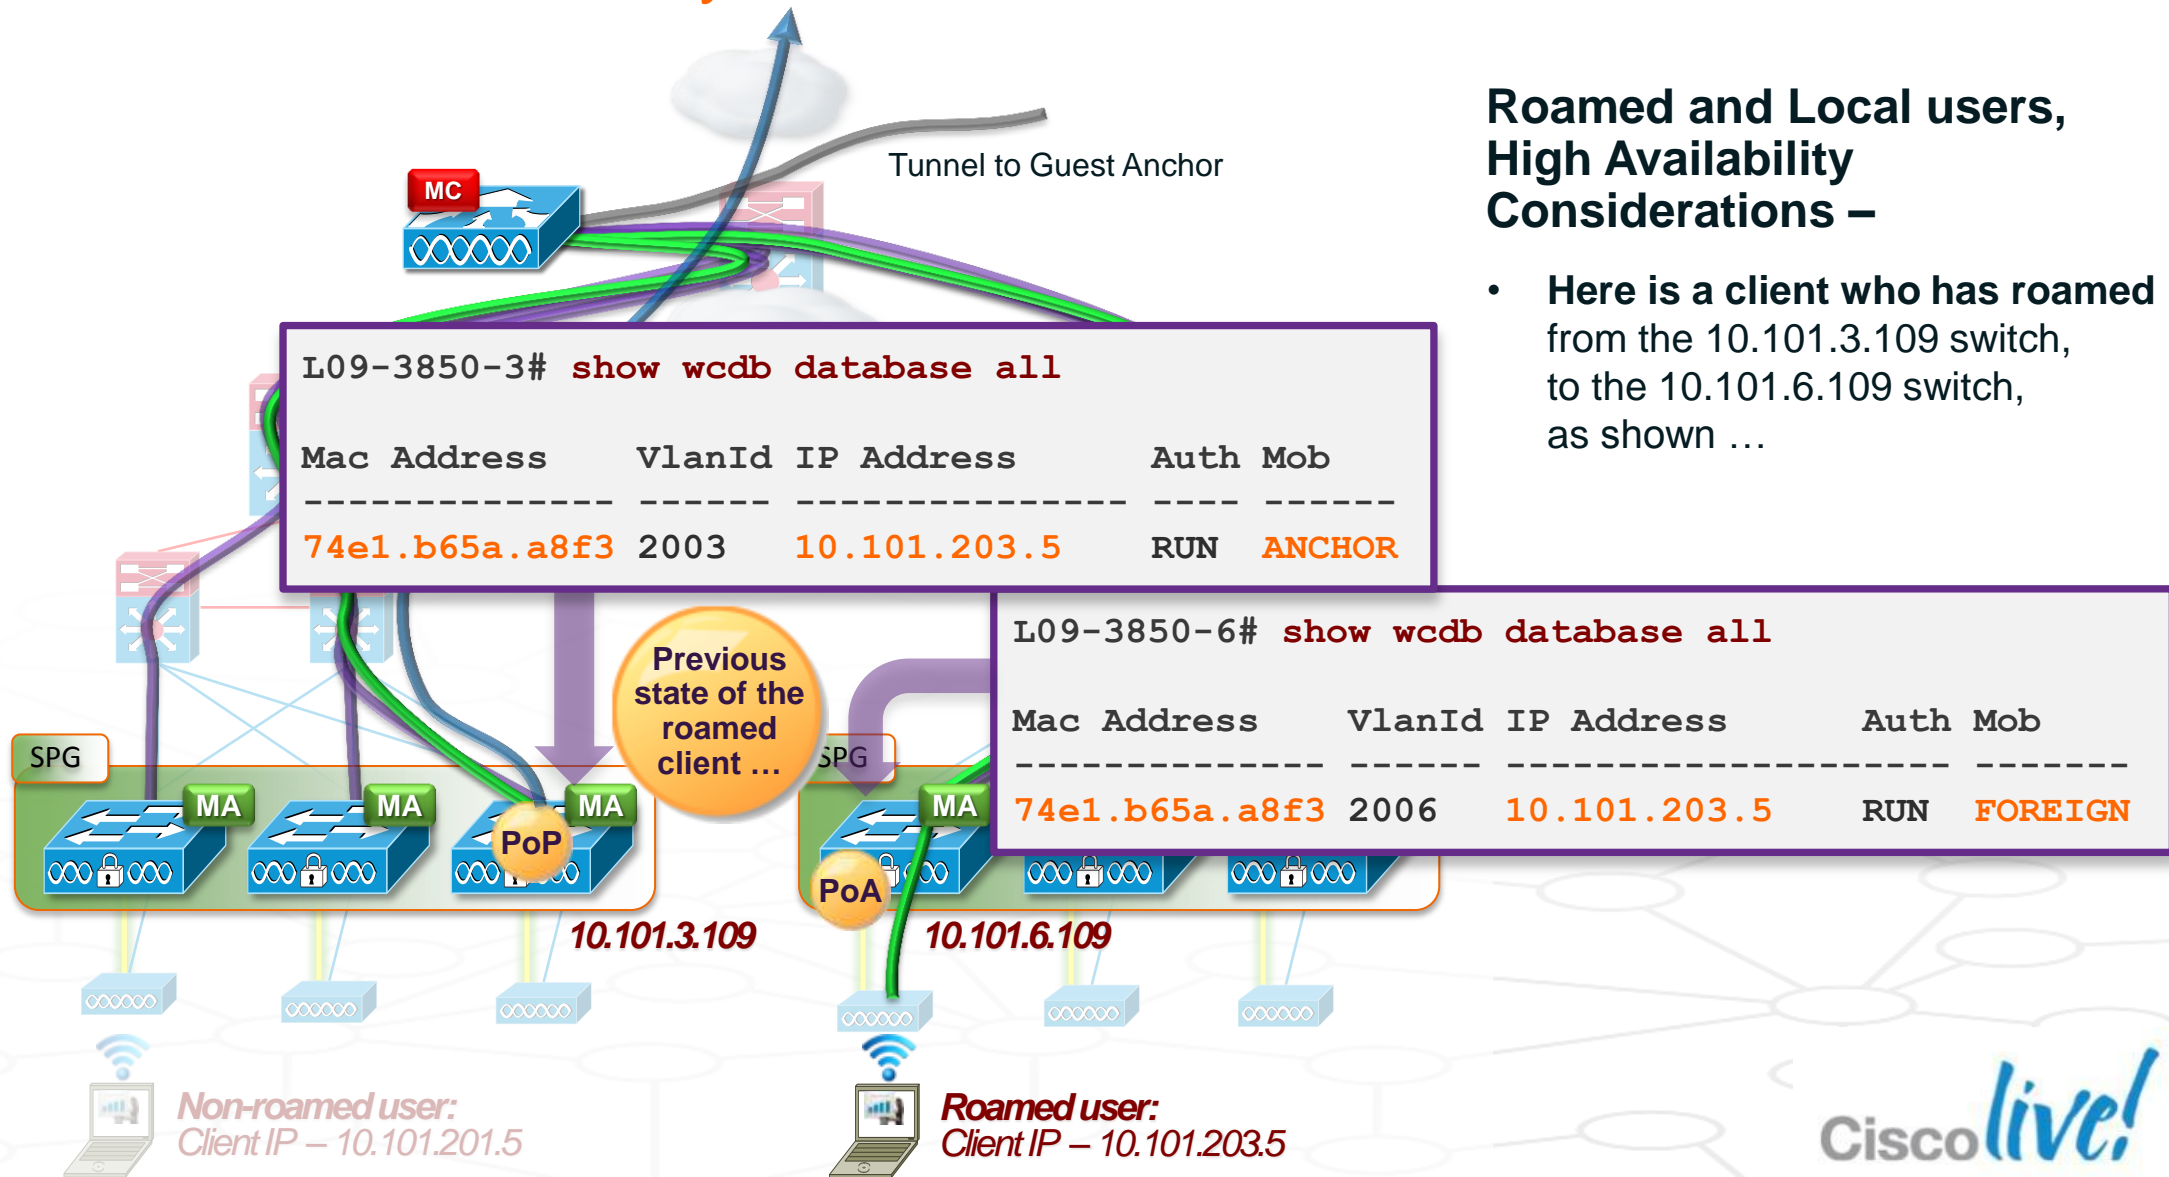 Tunnel to Guest Anchor
MC
Roamed and Local users,
High Availability
Considerations –
• Here is a client who has roamed
from the 10.101.3.109 switch,
to the 10.101.6.109 switch,
as shown …
L09-3850-3# show wcdb database all
Mac Address VlanId IP Address Auth Mob
-------------- ------ --------------- ---- ------
74e1.b65a.a8f3 2003 10.101.203.5 RUN ANCHOR
L09-3850-6# show wcdb database all
Mac Address VlanId IP Address Auth Mob
-------------- ------ -------------------- ---- -------
74e1.b65a.a8f3 2006 10.101.203.5 RUN FOREIGN
Previous
state of the
roamed
client …
SPG
MA
MA
MA
PoP
SPG
MA
PoA
10.101.3.109
10.101.6.109
Non-roamed user:
Client IP – 10.101.201.5
Roamed user:
Client IP – 10.101.203.5
Cisco live!